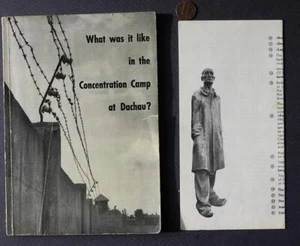 What was it like
in the
Concentration Camp
at Dachau?